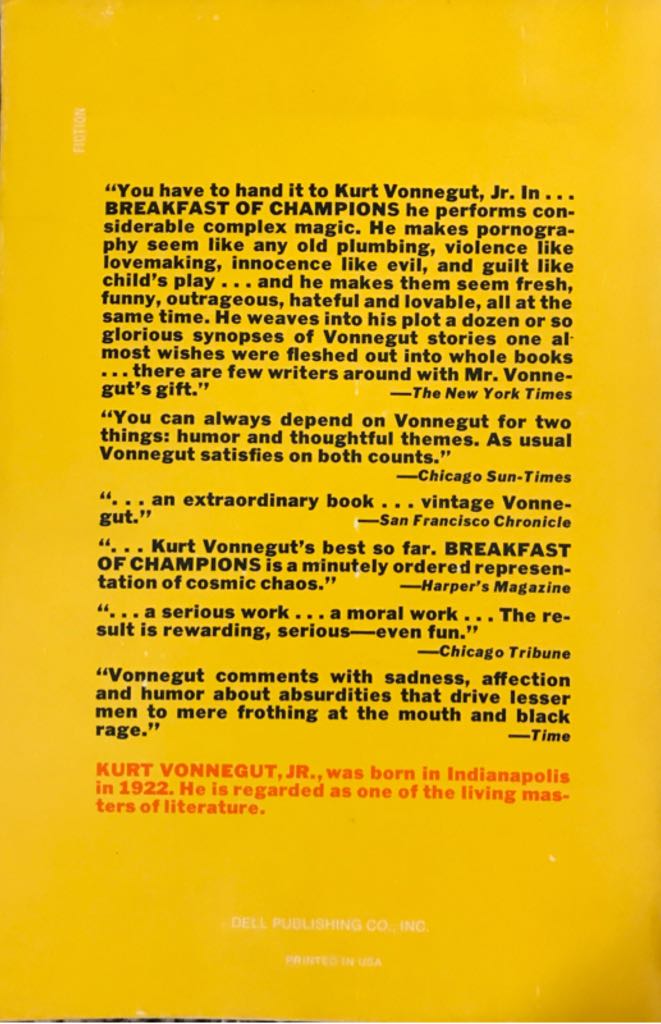 FICTION
“You have to hand it to Kurt Vonnegut, Jr. In . . .
BREAKFAST OF CHAMPIONS he performs con-
siderable complex magic. He makes pornogra-
phy seem like any old plumbing, violence like
lovemaking, innocence like evil, and guilt like
child’s play . . . and he makes them seem fresh,
funny, outrageous, hateful and lovable, all at the
same time. He weaves into his plot a dozen or so
glorious synopses of Vonnegut stories one al-
most wishes were fleshed out into whole books
. . . there are few writers around with Mr. Vonne-
gut’s gift.” —The New York Times
“You can always depend on Vonnegut for two
things: humor and thoughtful themes. As usual
Vonnegut satisfies on both counts.”
—Chicago Sun-Times
“. . . an extraordinary book . . . vintage Vonne-
gut.” —San Francisco Chronicle
“. . . Kurt Vonnegut’s best so far. BREAKFAST
OF CHAMPIONS is a minutely ordered represen-
tation of cosmic chaos.” —Harper’s Magazine
“. . . a serious work . . . a moral work . . . The re-
sult is rewarding, serious—even fun.”
—Chicago Tribune
“Vonnegut comments with sadness, affection
and humor about absurdities that drive lesser
men to mere frothing at the mouth and black
rage.” —Time
KURT VONNEGUT, JR., was born in Indianapolis
in 1922. He is regarded as one of the living mas-
ters of literature.
DELL PUBLISHING CO., INC.
PRINTED IN USA